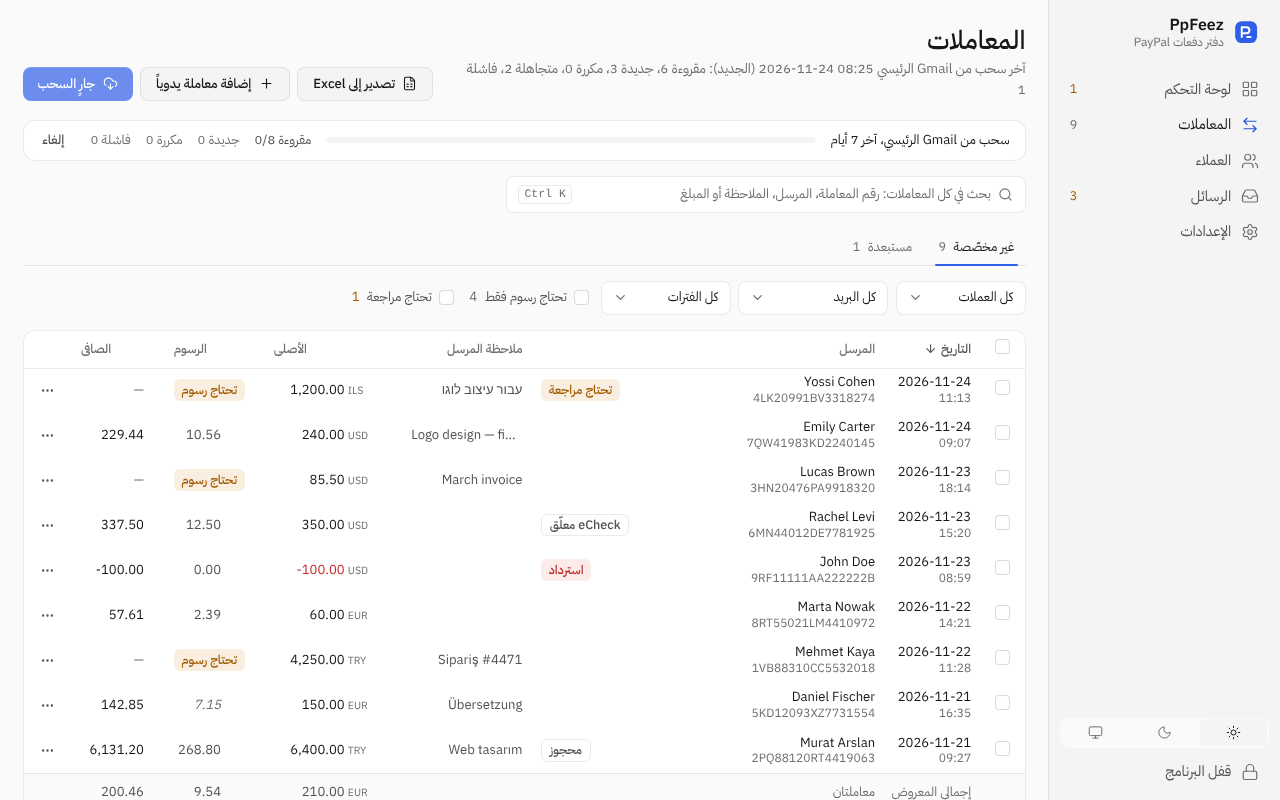 PpFeez
دفتر دفعات PayPal
لوحة التحكم 1
المعاملات 9
العملاء
الرسائل 3
الإعدادات
قفل البرنامج
المعاملات
آخر سحب من Gmail الرئيسي 08:25 24-11-2026 (الجديد): مقروءة 6، جديدة 3، مكررة 0، متجاهلة 2، فاشلة
1
تصدير إلى Excel
إضافة معاملة يدوياً
جارٍ السحب
سحب من Gmail الرئيسي، آخر 7 أيام
مقروءة 0/8 جديدة 0 مكررة 0 فاشلة 0 إلغاء
بحث في كل المعاملات: رقم المعاملة، المرسل، الملاحظة أو المبلغ Ctrl K
غير مخصّصة 9 مستبعدة 1
كل العملات كل البريد كل الفترات تحتاج رسوم فقط 4 تحتاج مراجعة 1
التاريخ ↓ المرسل ملاحظة المرسل الأصلي الرسوم الصافي
2026-11-24 Yossi Cohen تحتاج مراجعة עבור עיצוב לוגו 1,200.00 ILS تحتاج رسوم —
11:13 4LK20991BV3318274
2026-11-24 Emily Carter Logo design — fi... 240.00 USD 10.56 229.44
09:07 7QW41983KD2240145
2026-11-23 Lucas Brown March invoice 85.50 USD تحتاج رسوم —
18:14 3HN20476PA9918320
2026-11-23 Rachel Levi eCheck معلّق 350.00 USD 12.50 337.50
15:20 6MN44012DE7781925
2026-11-23 John Doe استرداد -100.00 USD 0.00 -100.00
08:59 9RF11111AA222222B
2026-11-22 Marta Nowak 60.00 EUR 2.39 57.61
14:21 8RT55021LM4410972
2026-11-22 Mehmet Kaya Sipariş #4471 4,250.00 TRY تحتاج رسوم —
11:28 1VB88310CC5532018
2026-11-21 Daniel Fischer Übersetzung 150.00 EUR 7.15 142.85
16:35 5KD12093XZ7731554
2026-11-21 Murat Arslan محجوز Web tasarım 6,400.00 TRY 268.80 6,131.20
09:27 2PQ88120RT4419063
إجمالي المعروض معاملتان 210.00 EUR 9.54 200.46